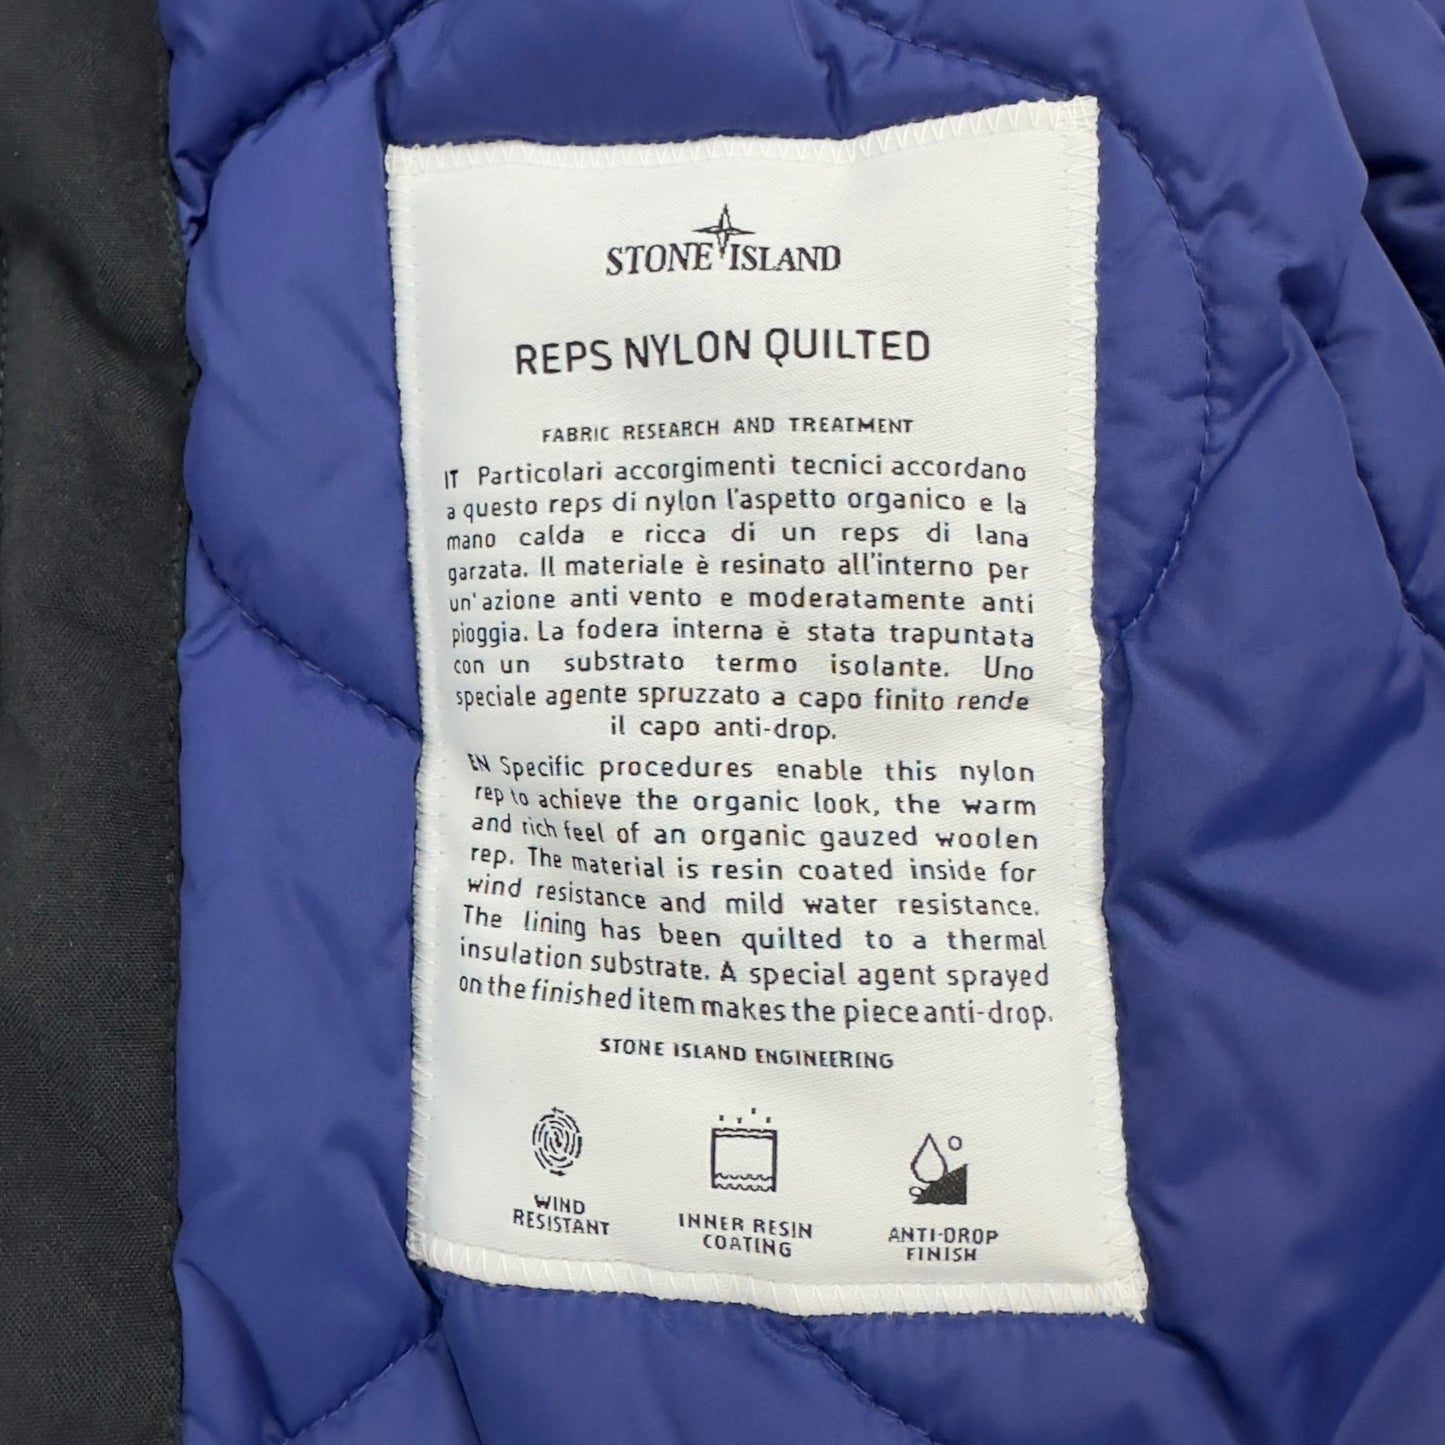 STONE ISLAND
REPS NYLON QUILTED
FABRIC RESEARCH AND TREATMENT
IT Particolari accorgimenti tecnici accordano
a questo reps di nylon l'aspetto organico e la
mano calda e ricca di un reps di lana
garzata. Il materiale è resinato all'interno per
un'azione anti vento e moderatamente anti
pioggia. La fodera interna è stata trapuntata
con un substrato termo isolante. Uno
speciale agente spruzzato a capo finito rende
il capo anti-drop.
EN Specific procedures enable this nylon
rep to achieve the organic look, the warm
and rich feel of an organic gauzed woolen
rep. The material is resin coated inside for
wind resistance and mild water resistance.
The lining has been quilted to a thermal
insulation substrate. A special agent sprayed
on the finished item makes the piece anti-drop.
STONE ISLAND ENGINEERING
WIND
RESISTANT
INNER RESIN
COATING
ANTI-DROP
FINISH